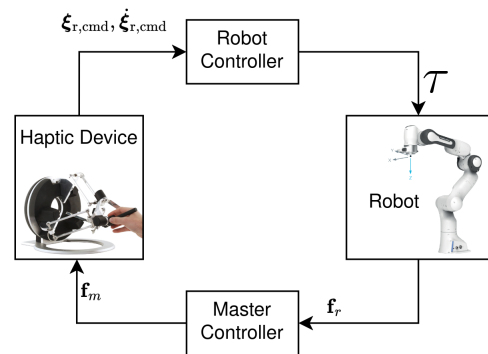 ξr,cmd, ξ̇r,cmd
Robot
Controller
τ
Haptic Device
Robot
fm
fr
Master
Controller